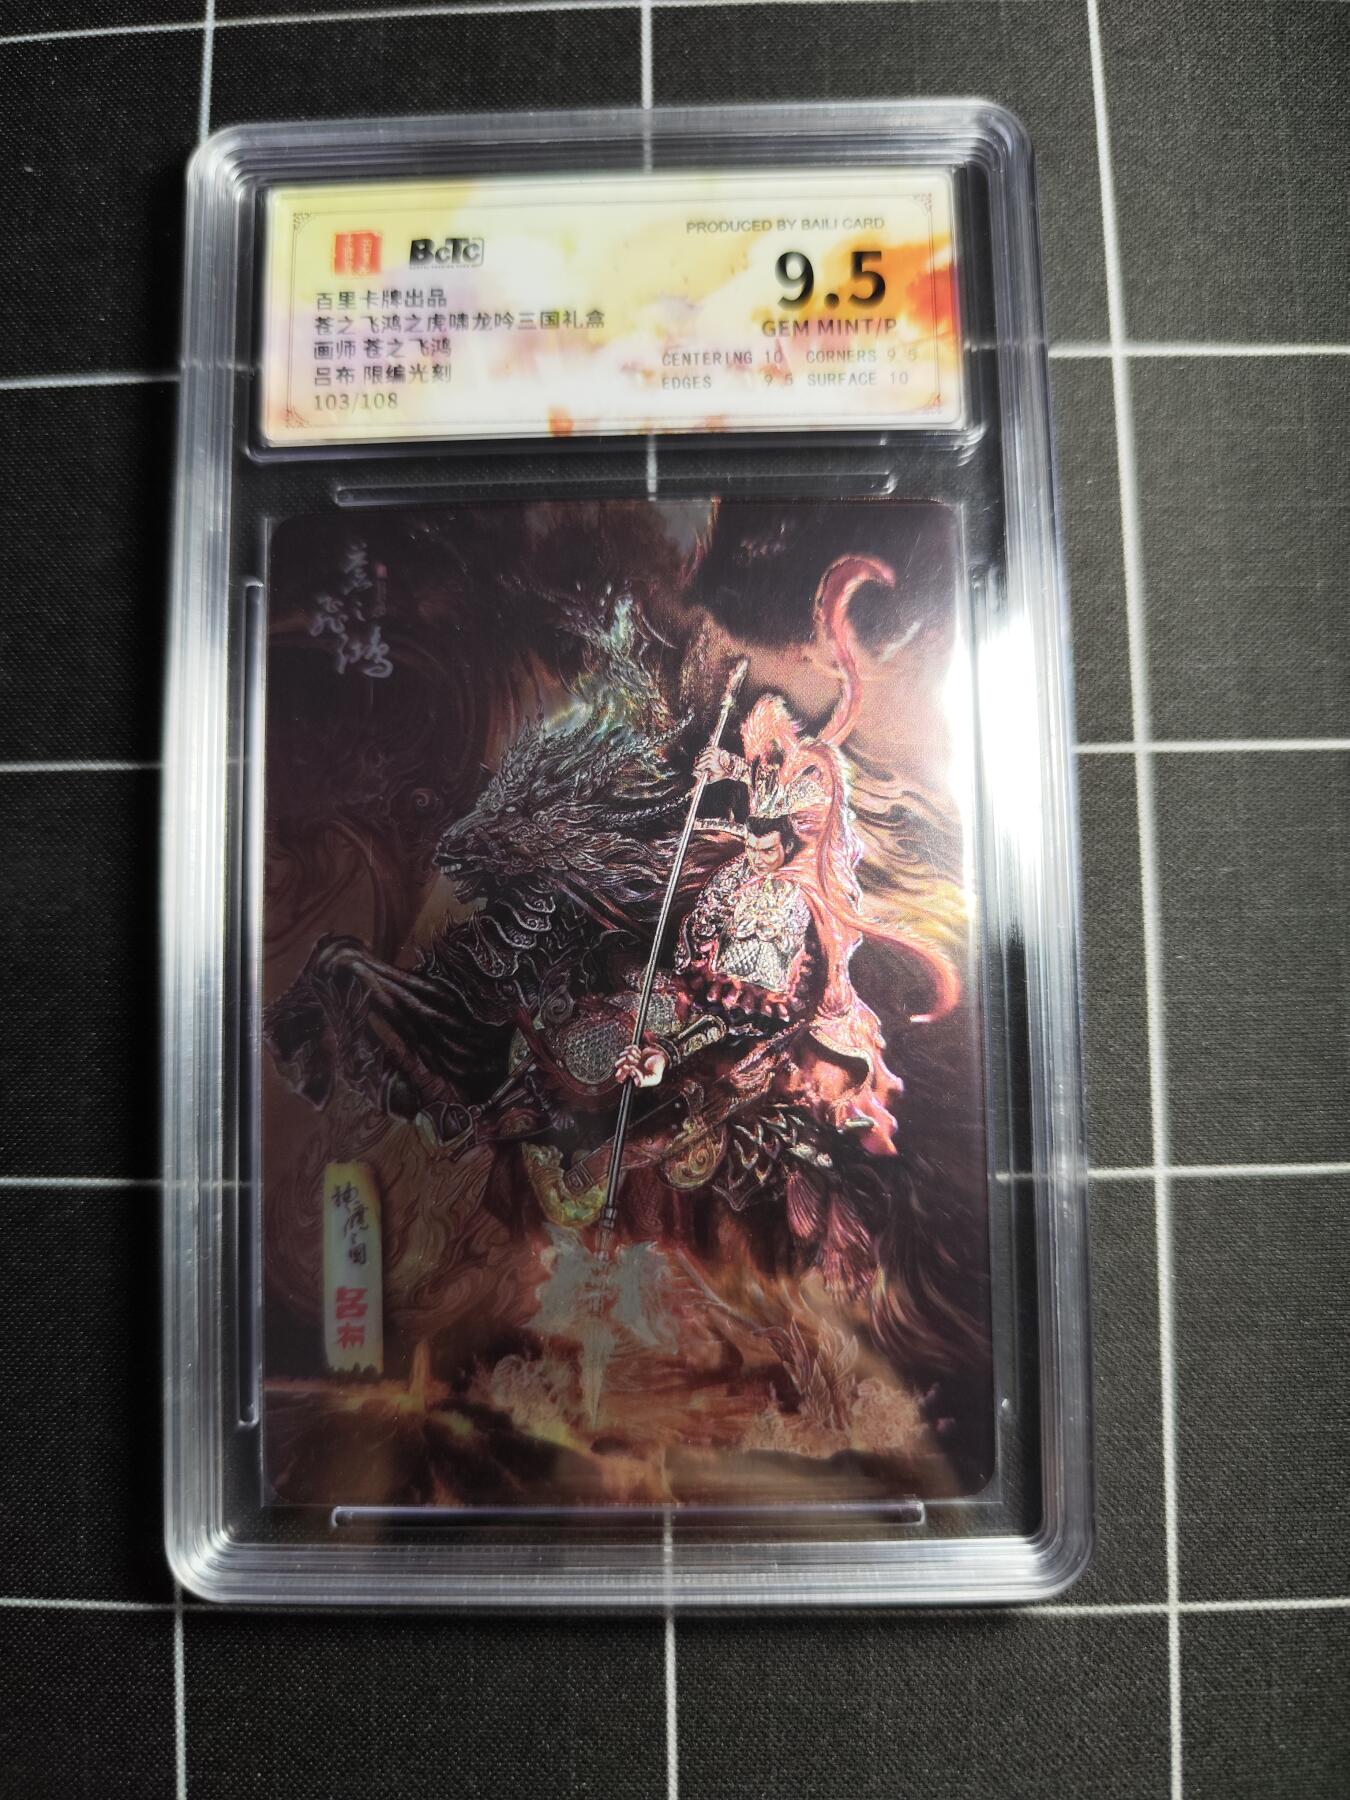 PRODUCED BY BAILI CARD
BCTC
9.5
GEM MINT/P
百里卡牌出品
苍之飞鸿之虎啸龙吟三国礼盒
画师 苍之飞鸿
吕布 限编光刻
103/108
CENTERING 10 CORNERS 9.5
EDGES 9.5 SURFACE 10
苍之飞鸿
吕布